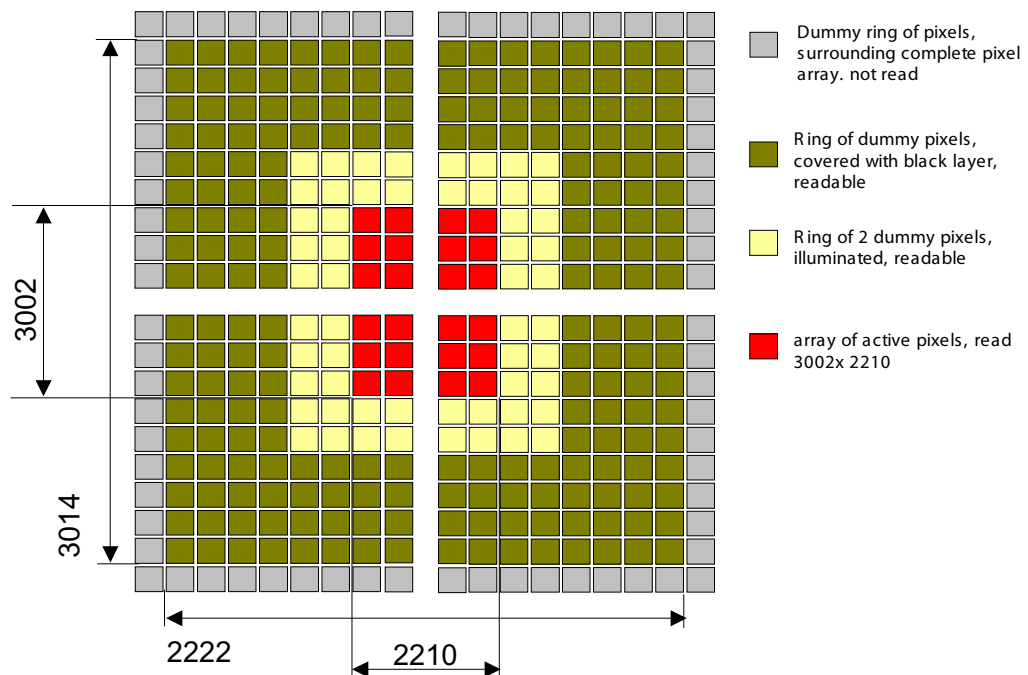 Dummy ring of pixels,
surrounding complete pixel
array. not read
Ring of dummy pixels,
covered with black layer,
readable
Ring of 2 dummy pixels,
illuminated, readable
array of active pixels, read
3002x 2210
3002
3014
2222
2210